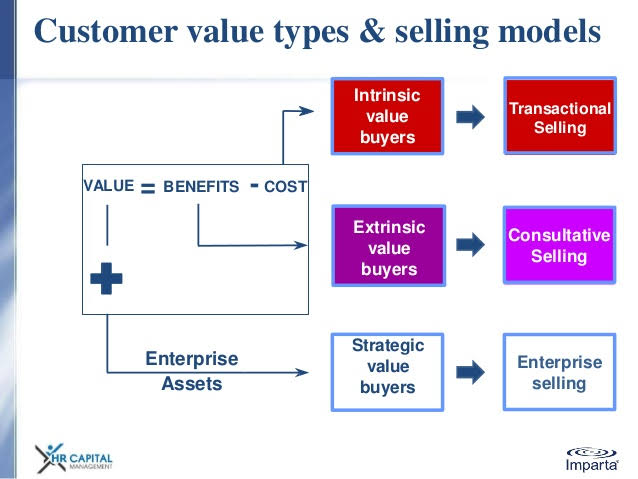 Customer value types & selling models
Intrinsic
value
buyers
Transactional
Selling
VALUE = BENEFITS - COST
Extrinsic
value
buyers
Consultative
Selling
Enterprise
Assets
Strategic
value
buyers
Enterprise
selling
HR CAPITAL
MANAGEMENT
Imparta